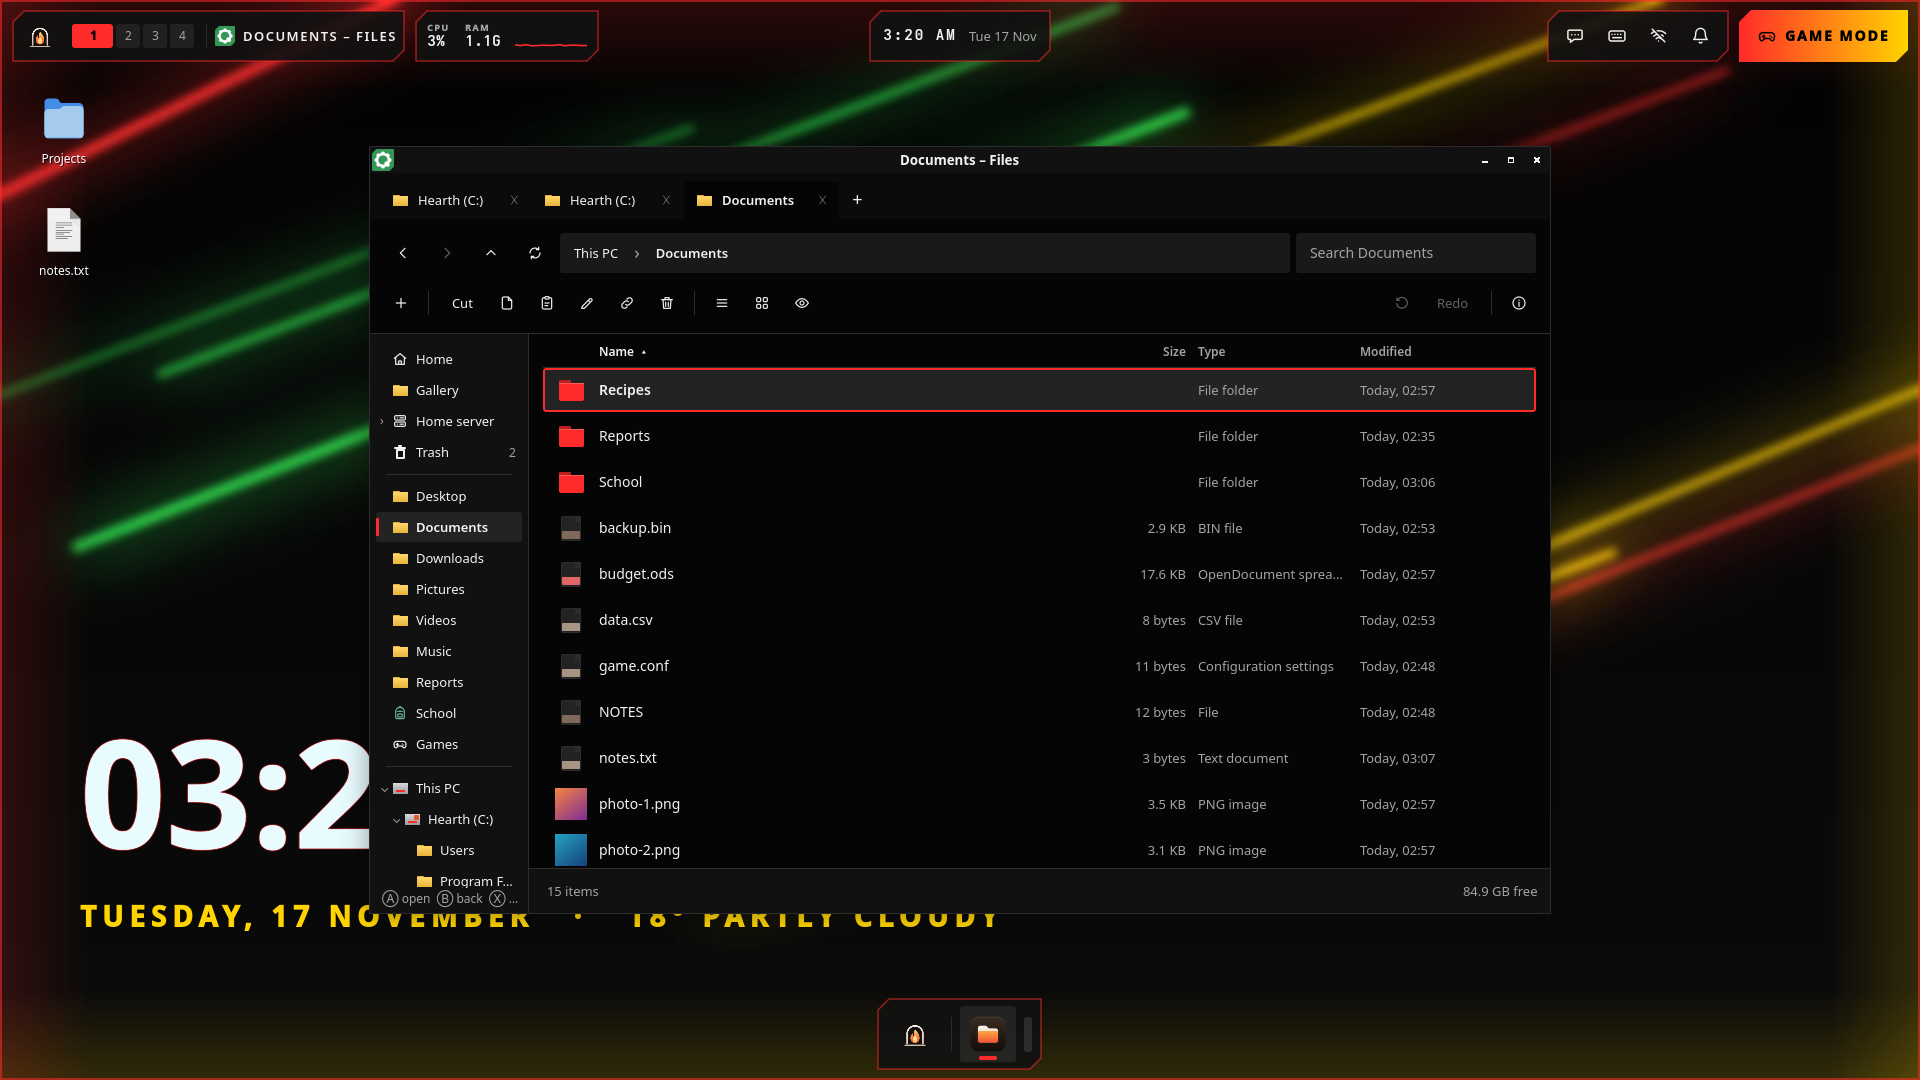 1 2 3 4 DOCUMENTS – FILES
CPU 3%
RAM 1.1G
3:20 AM Tue 17 Nov
GAME MODE
Projects
notes.txt
Documents – Files
Hearth (C:) X Hearth (C:) X Documents X +
This PC › Documents
Search Documents
Cut
Redo
Home
Gallery
Home server
Trash 2
Desktop
Documents
Downloads
Pictures
Videos
Music
Reports
School
Games
This PC
Hearth (C:)
Users
Program F...
A open B back X ...
Name Size Type Modified
Recipes File folder Today, 02:57
Reports File folder Today, 02:35
School File folder Today, 03:06
backup.bin 2.9 KB BIN file Today, 02:53
budget.ods 17.6 KB OpenDocument sprea... Today, 02:57
data.csv 8 bytes CSV file Today, 02:53
game.conf 11 bytes Configuration settings Today, 02:48
NOTES 12 bytes File Today, 02:48
notes.txt 3 bytes Text document Today, 03:07
photo-1.png 3.5 KB PNG image Today, 02:57
photo-2.png 3.1 KB PNG image Today, 02:57
15 items 84.9 GB free
03:2
TUESDAY, 17 NOVEMBER · 18° PARTLY CLOUDY